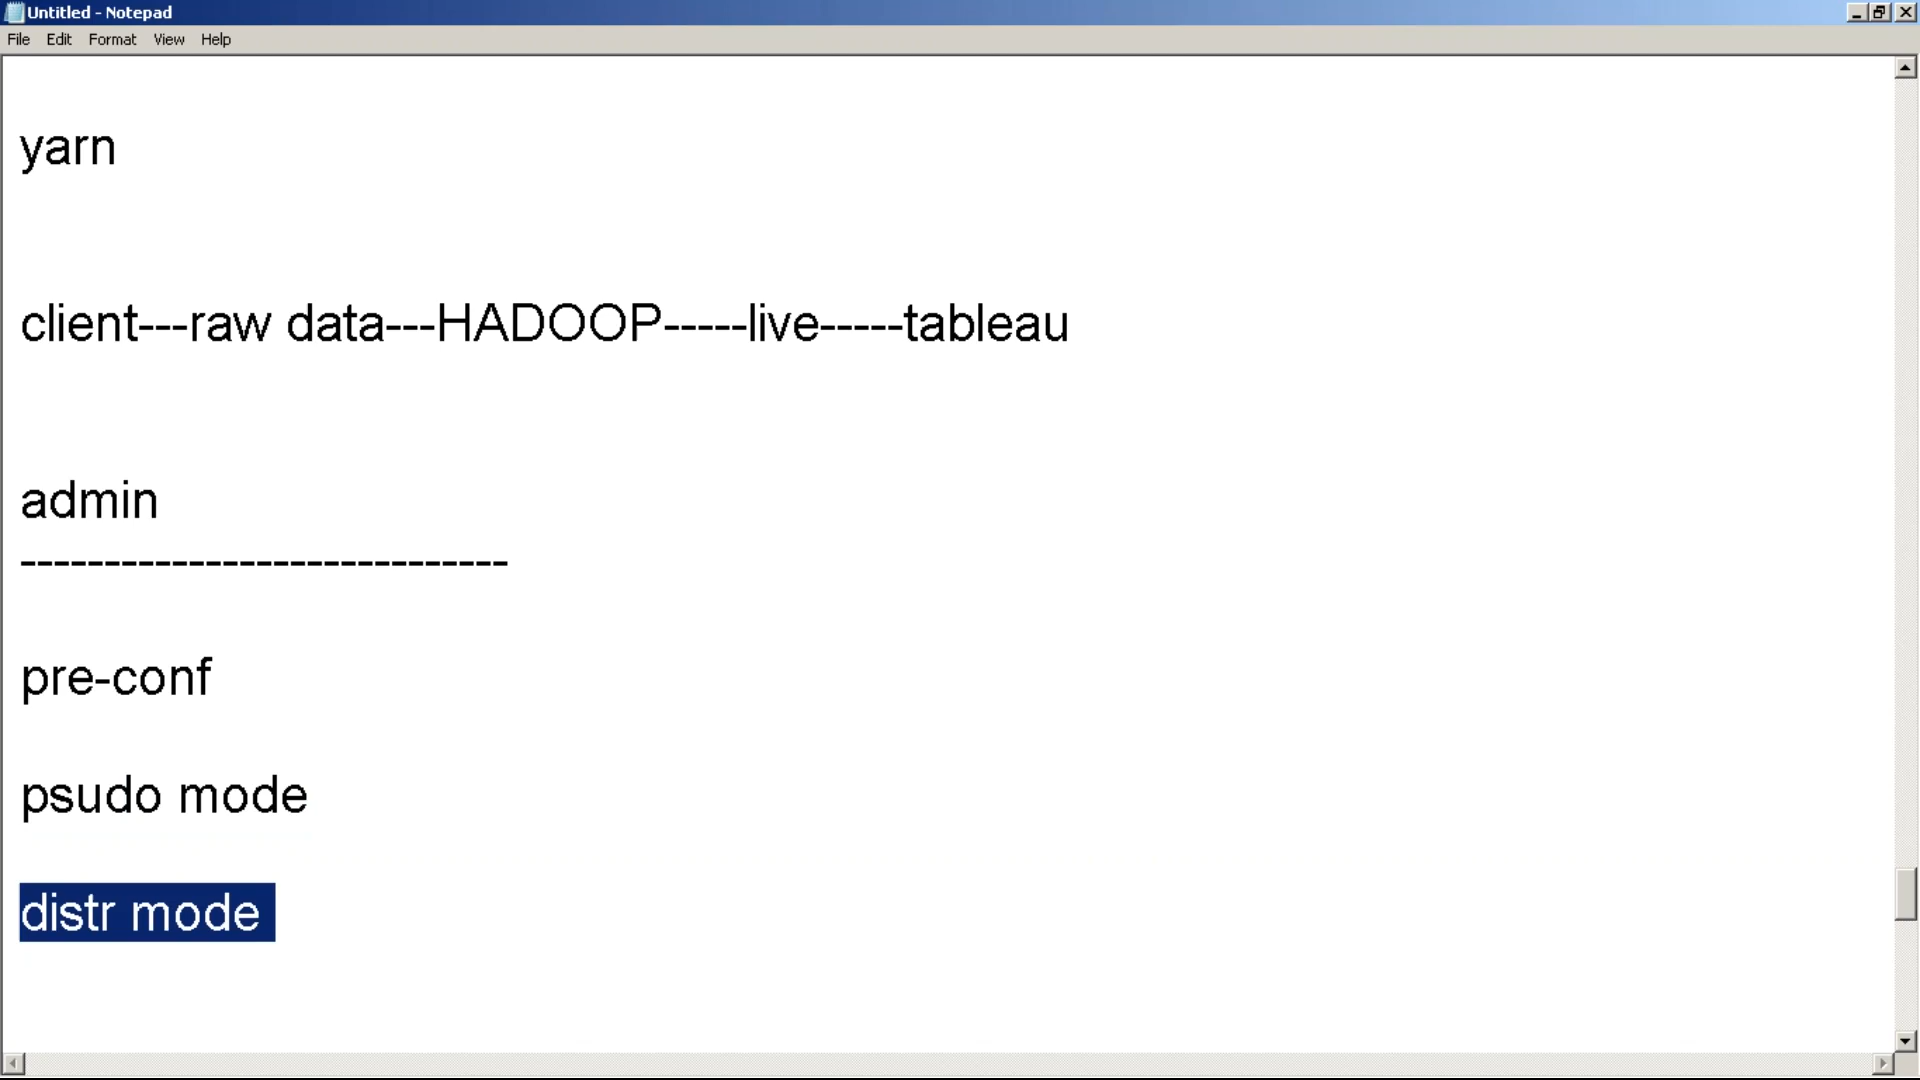 Untitled - Notepad
File Edit Format View Help
yarn
client---raw data---HADOOP-----live-----tableau
admin
-----------------------------
pre-conf
psudo mode
distr mode